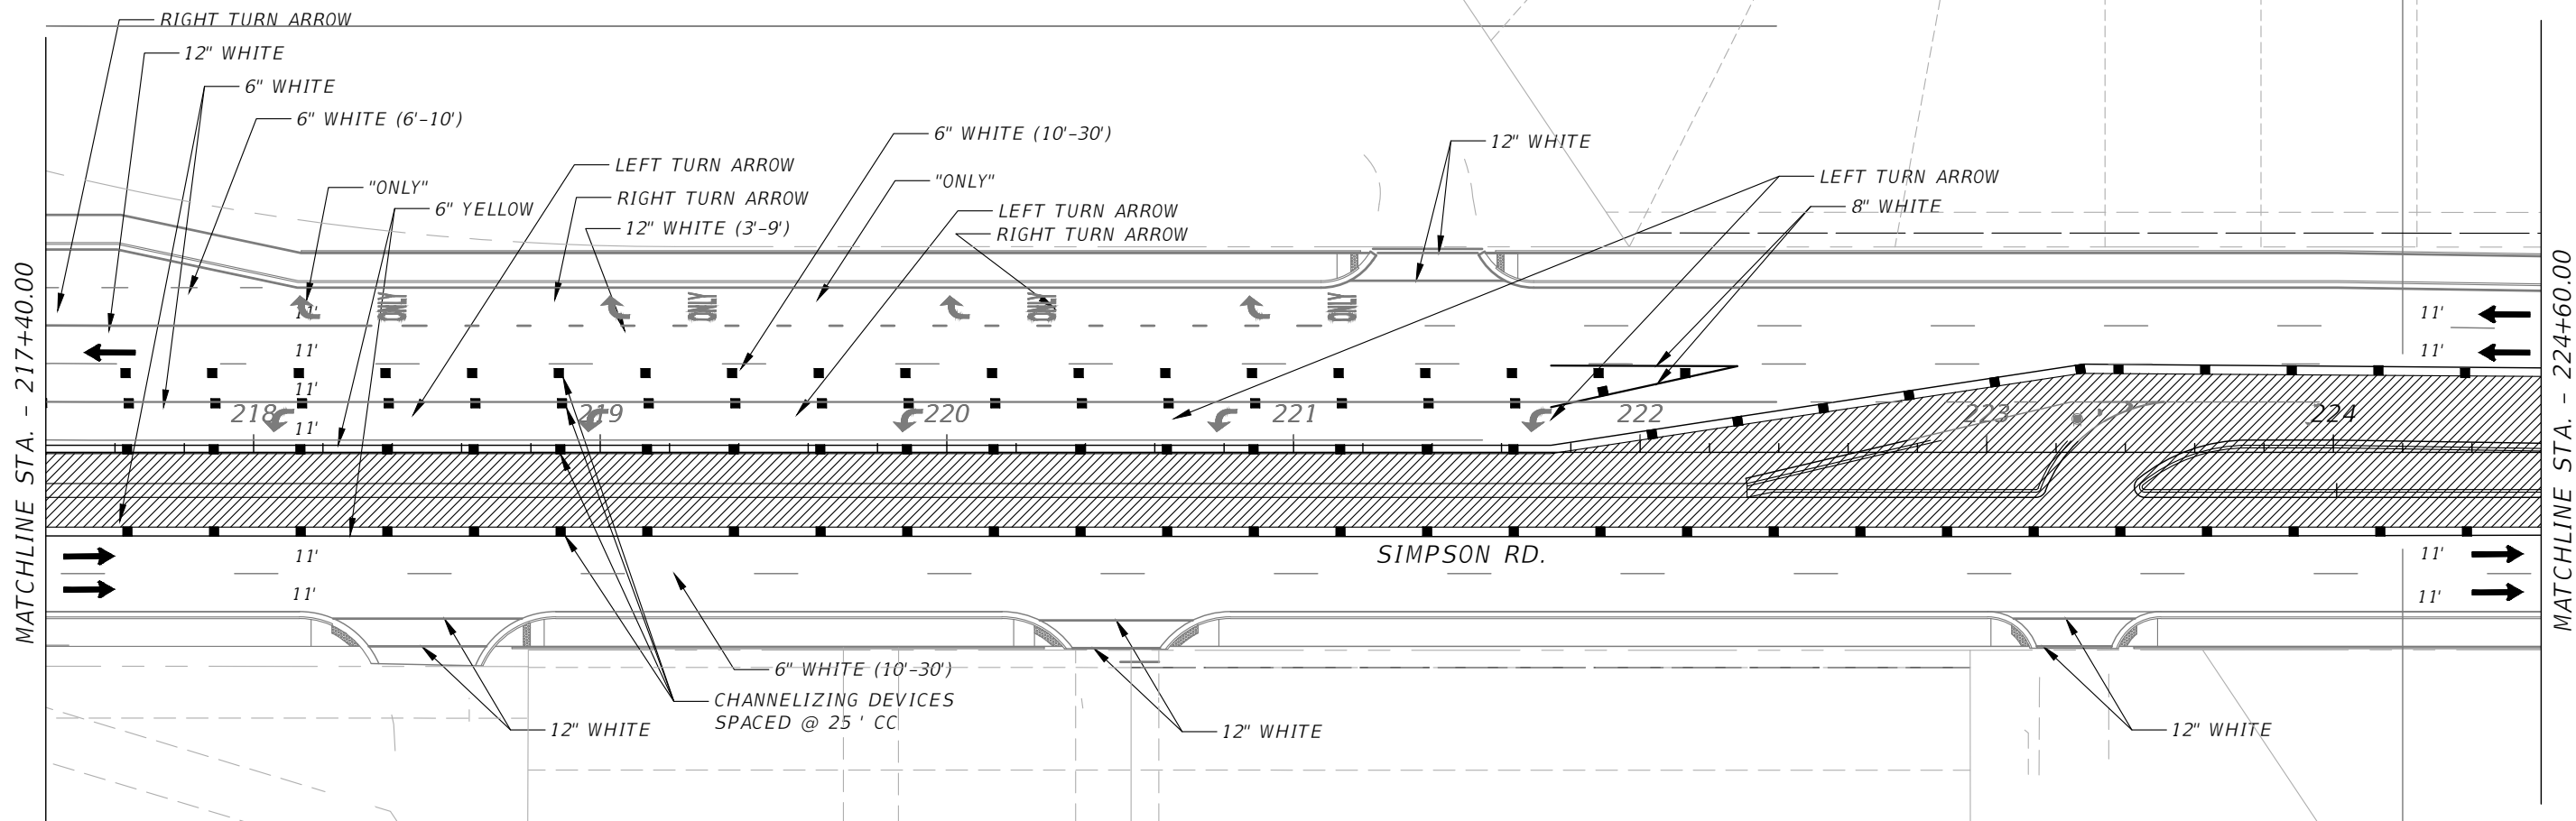 RIGHT TURN ARROW
12" WHITE
6" WHITE
6" WHITE (6'-10')
6" WHITE (10'-30')
12" WHITE
LEFT TURN ARROW
LEFT TURN ARROW
"ONLY"
"ONLY"
RIGHT TURN ARROW
8" WHITE
6" YELLOW
LEFT TURN ARROW
12" WHITE (3'-9')
RIGHT TURN ARROW
MATCHLINE STA. - 217+40.00
MATCHLINE STA. - 224+60.00
ONLY
ONLY
ONLY
ONLY
11'
11'
11'
11'
11'
11'
218
219
220
221
222
223
224
SIMPSON RD.
11'
11'
11'
11'
6" WHITE (10'-30')
CHANNELIZING DEVICES
SPACED @ 25' CC
12" WHITE
12" WHITE
12" WHITE